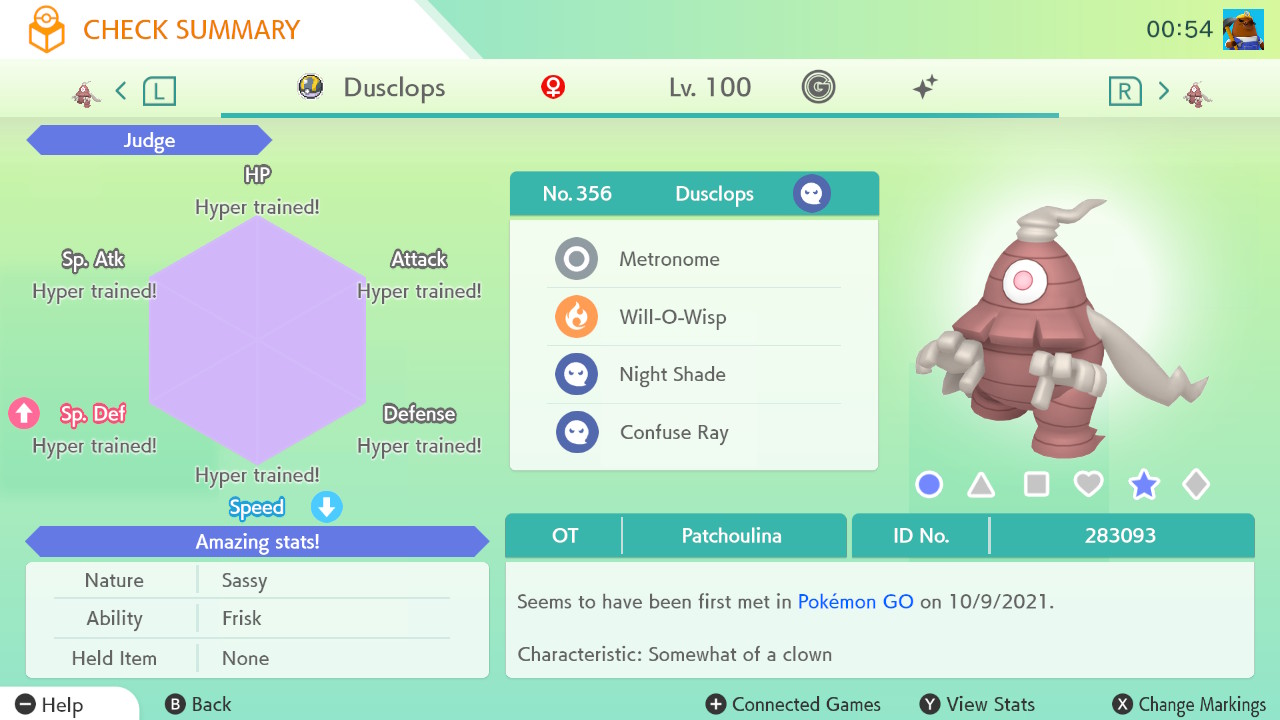 CHECK SUMMARY
00:54
L
Dusclops
Lv. 100
G
R
Judge
HP
Hyper trained!
Sp. Atk
Hyper trained!
Attack
Hyper trained!
Sp. Def
Hyper trained!
Defense
Hyper trained!
Hyper trained!
Speed
Amazing stats!
Nature Sassy
Ability Frisk
Held Item None
No. 356 Dusclops
Metronome
Will-O-Wisp
Night Shade
Confuse Ray
OT Patchoulina
ID No. 283093
Seems to have been first met in Pokémon GO on 10/9/2021.
Characteristic: Somewhat of a clown
Help
B Back
Connected Games
Y View Stats
X Change Markings